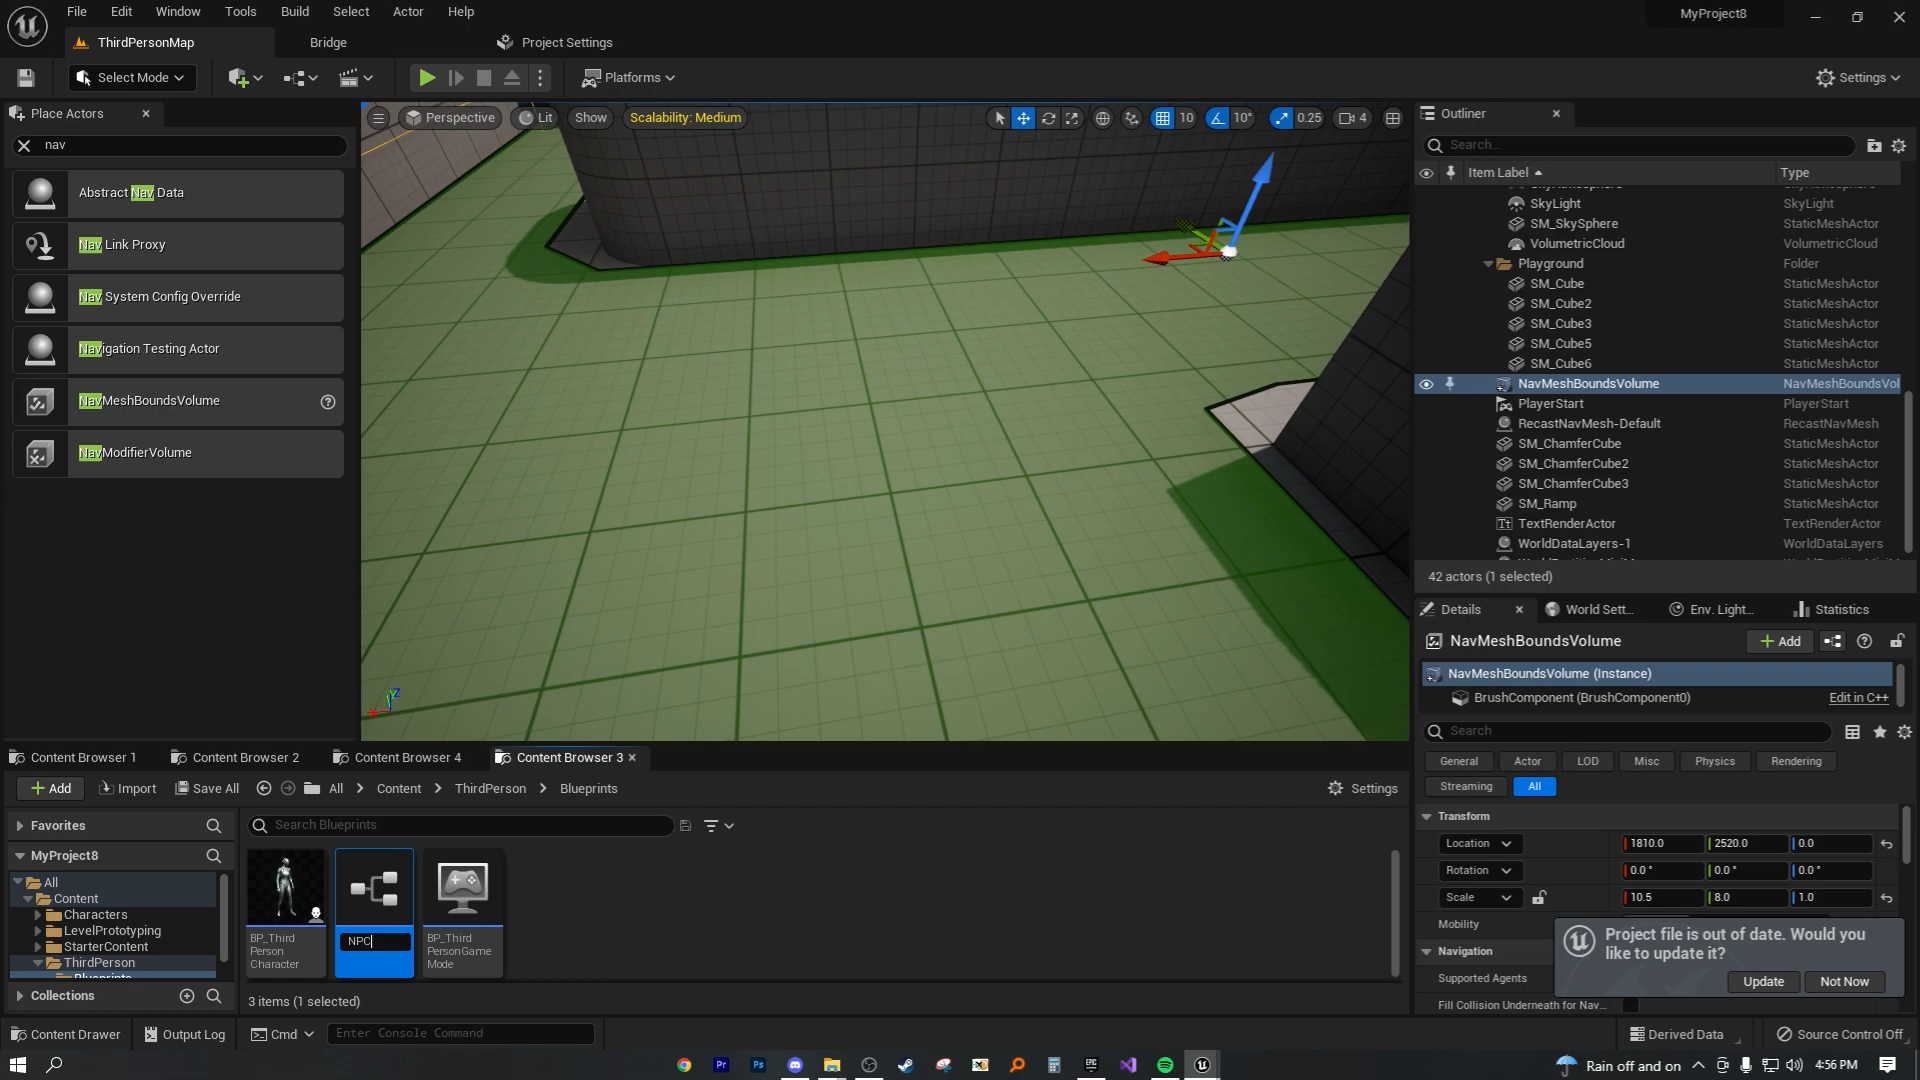 File Edit Window Tools Build Select Actor Help
MyProject8
ThirdPersonMap
Bridge
Project Settings
Select Mode
Platforms
Settings
Place Actors
nav
Abstract Nav Data
Nav Link Proxy
Nav System Config Override
Navigation Testing Actor
NavMeshBoundsVolume
NavModifierVolume
Perspective
Lit
Show
Scalability: Medium
10
10°
0.25
4
Outliner
Search...
Item Label
Type
SkyLight SkyLight
SM_SkySphere StaticMeshActor
VolumetricCloud VolumetricCloud
Playground Folder
SM_Cube StaticMeshActor
SM_Cube2 StaticMeshActor
SM_Cube3 StaticMeshActor
SM_Cube5 StaticMeshActor
SM_Cube6 StaticMeshActor
NavMeshBoundsVolume NavMeshBoundsVol
PlayerStart PlayerStart
RecastNavMesh-Default RecastNavMesh
SM_ChamferCube StaticMeshActor
SM_ChamferCube2 StaticMeshActor
SM_ChamferCube3 StaticMeshActor
SM_Ramp StaticMeshActor
TextRenderActor TextRenderActor
WorldDataLayers-1 WorldDataLayers
42 actors (1 selected)
Details
World Sett...
Env. Light...
Statistics
NavMeshBoundsVolume
Add
NavMeshBoundsVolume (Instance)
BrushComponent (BrushComponent0) Edit in C++
Search
General Actor LOD Misc Physics Rendering
Streaming All
Transform
Location 1810.0 2520.0 0.0
Rotation 0.0° 0.0° 0.0°
Scale 10.5 8.0 1.0
Mobility
Navigation
Supported Agents
Fill Collision Underneath for Nav...
Project file is out of date. Would you
like to update it?
Update
Not Now
Content Browser 1
Content Browser 2
Content Browser 4
Content Browser 3
Add
Import
Save All
All > Content > ThirdPerson > Blueprints
Settings
Favorites
MyProject8
All
Content
Characters
LevelPrototyping
StarterContent
ThirdPerson
Blueprints
Collections
Search Blueprints
BP_Third
Person
Character
NPC
BP_Third
PersonGame
Mode
3 items (1 selected)
Content Drawer
Output Log
Cmd
Enter Console Command
Derived Data
Source Control Off
Pr
Ps
EPIC
Rain off and on
4:56 PM